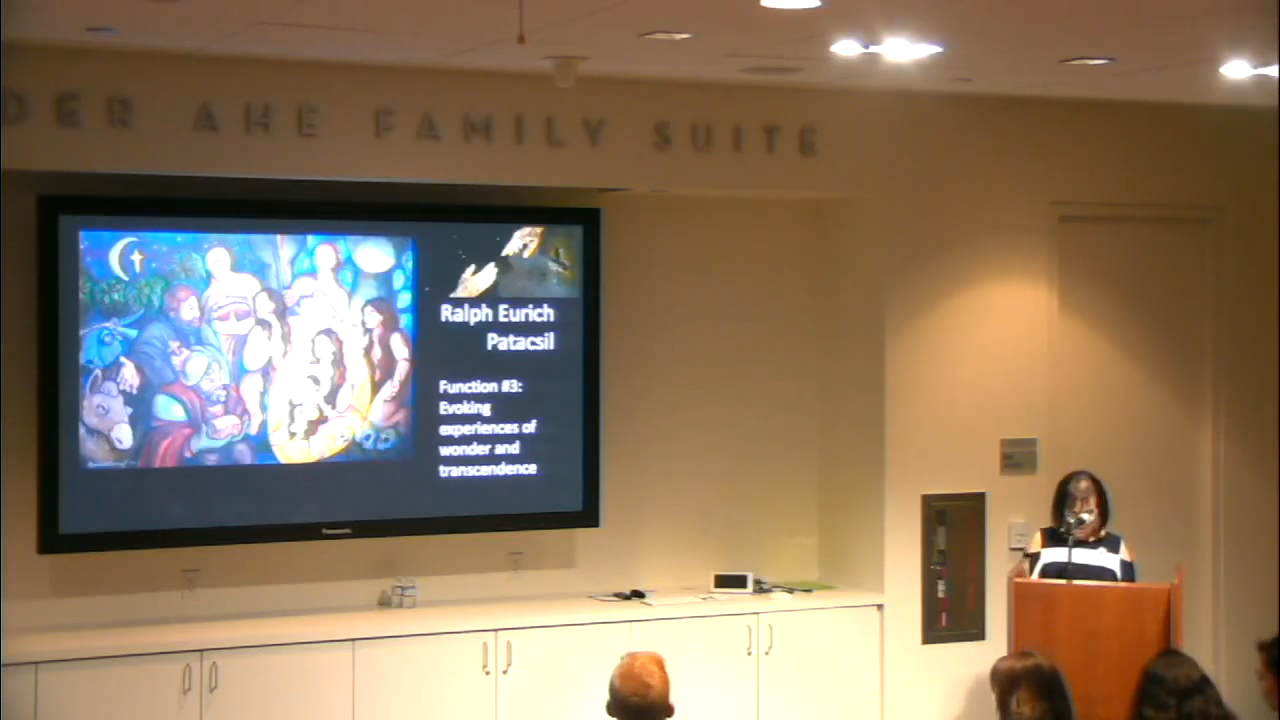 DER AHE FAMILY SUITE
Ralph Eurich
Patacsil
Function #3:
Evoking
experiences of
wonder and
transcendence
Panasonic